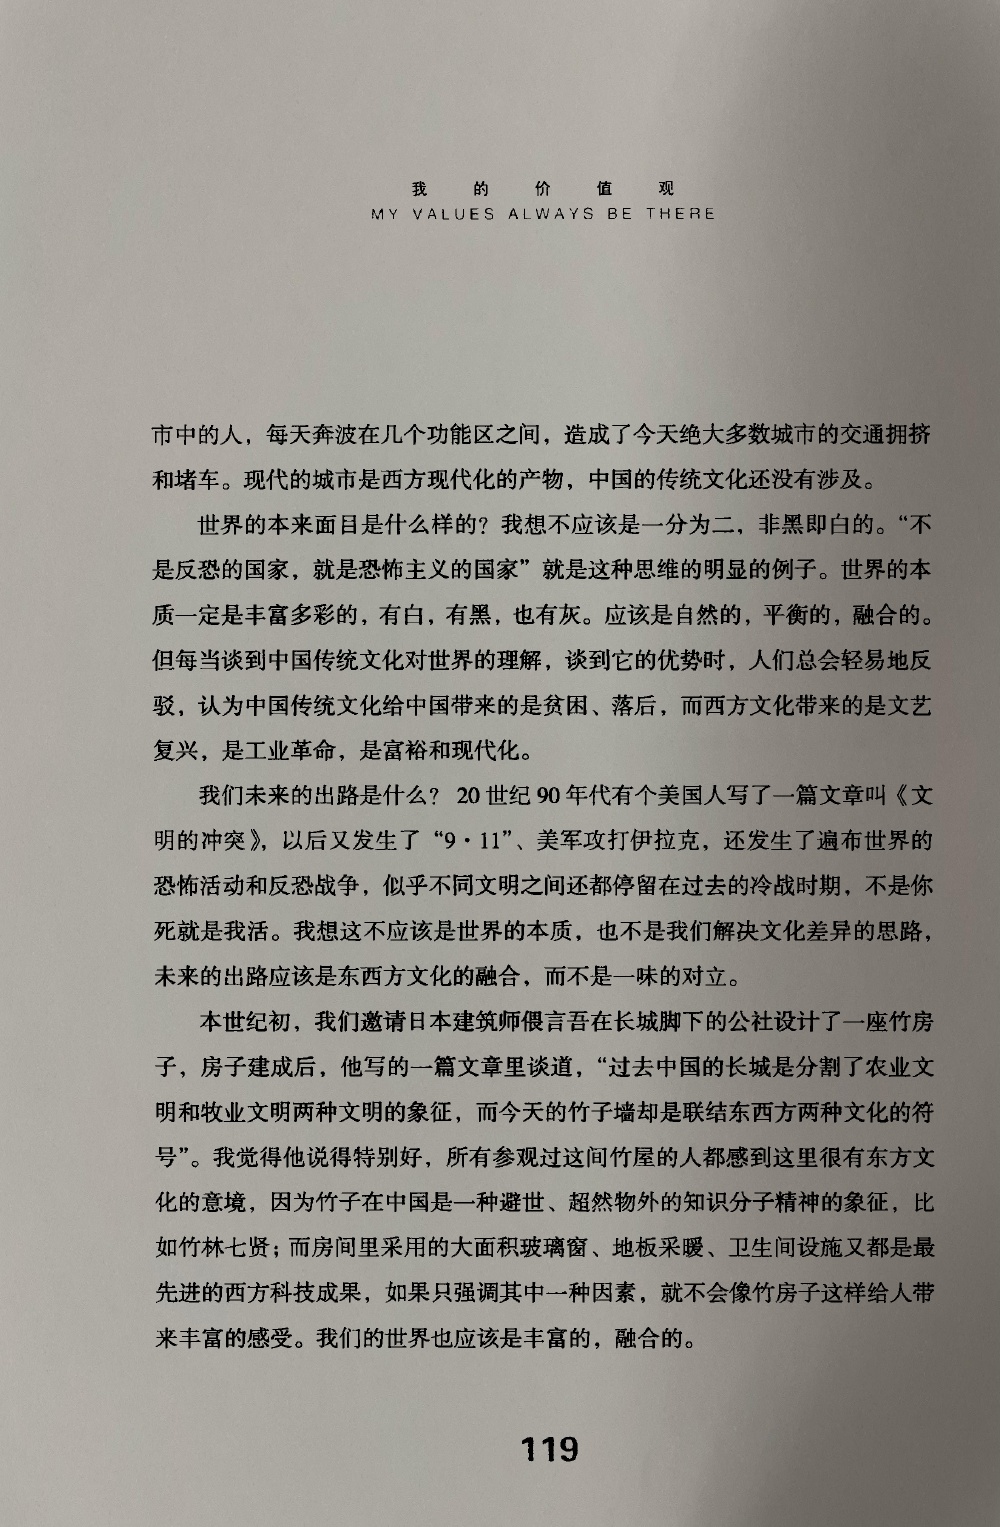 我的价值观
MY VALUES ALWAYS BE THERE
市中的人，每天奔波在几个功能区之间，造成了今天绝大多数城市的交通拥挤
和堵车。现代的城市是西方现代化的产物，中国的传统文化还没有涉及。
世界的本来面目是什么样的？我想不应该是一分为二，非黑即白的。“不
是反恐的国家，就是恐怖主义的国家”就是这种思维的明显的例子。世界的本
质一定是丰富多彩的，有白，有黑，也有灰。应该是自然的，平衡的，融合的。
但每当谈到中国传统文化对世界的理解，谈到它的优势时，人们总会轻易地反
驳，认为中国传统文化给中国带来的是贫困、落后，而西方文化带来的是文艺
复兴，是工业革命，是富裕和现代化。
我们未来的出路是什么？ 20世纪90年代有个美国人写了一篇文章叫《文
明的冲突》，以后又发生了“9·11”、美军攻打伊拉克，还发生了遍布世界的
恐怖活动和反恐战争，似乎不同文明之间还都停留在过去的冷战时期，不是你
死就是我活。我想这不应该是世界的本质，也不是我们解决文化差异的思路，
未来的出路应该是东西方文化的融合，而不是一味的对立。
本世纪初，我们邀请日本建筑师偎言吾在长城脚下的公社设计了一座竹房
子，房子建成后，他写的一篇文章里谈道，“过去中国的长城是分割了农业文
明和牧业文明两种文明的象征，而今天的竹子墙却是联结东西方两种文化的符
号”。我觉得他说得特别好，所有参观过这间竹屋的人都感到这里很有东方文
化的意境，因为竹子在中国是一种避世、超然物外的知识分子精神的象征，比
如竹林七贤；而房间里采用的大面积玻璃窗、地板采暖、卫生间设施又都是最
先进的西方科技成果，如果只强调其中一种因素，就不会像竹房子这样给人带
来丰富的感受。我们的世界也应该是丰富的，融合的。
119